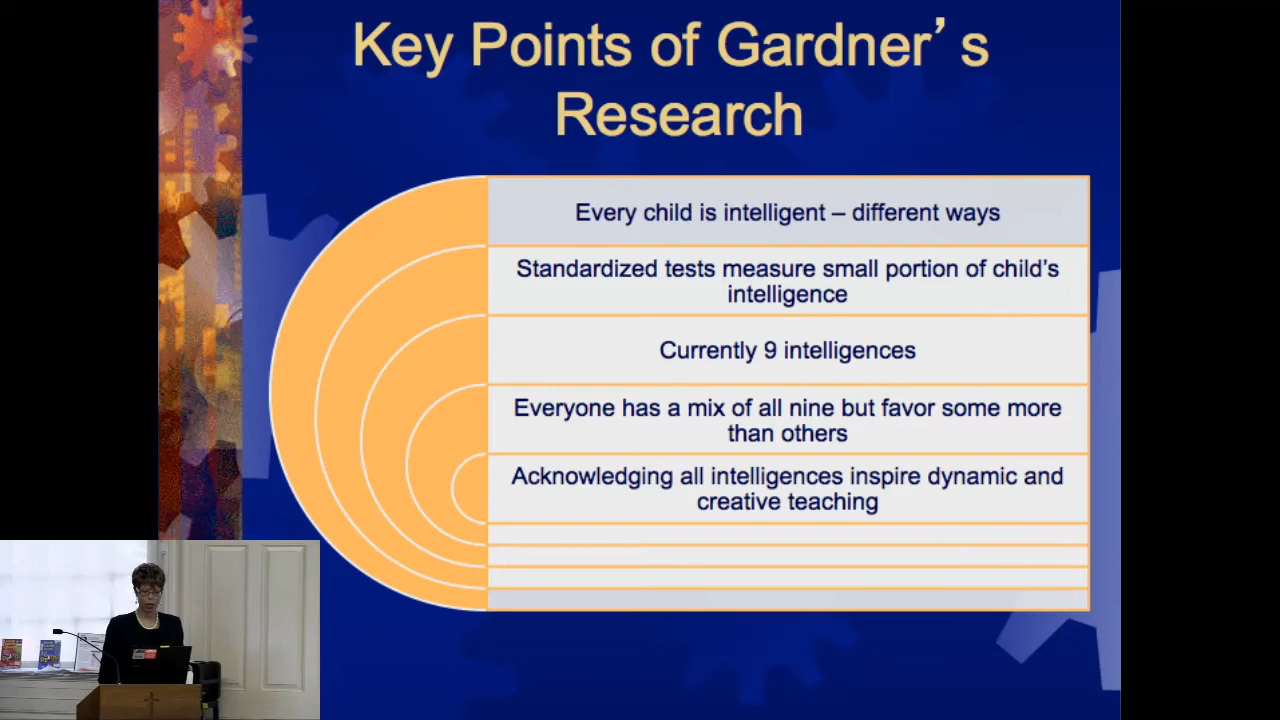 Key Points of Gardner’s
Research
Every child is intelligent – different ways
Standardized tests measure small portion of child’s
intelligence
Currently 9 intelligences
Everyone has a mix of all nine but favor some more
than others
Acknowledging all intelligences inspire dynamic and
creative teaching